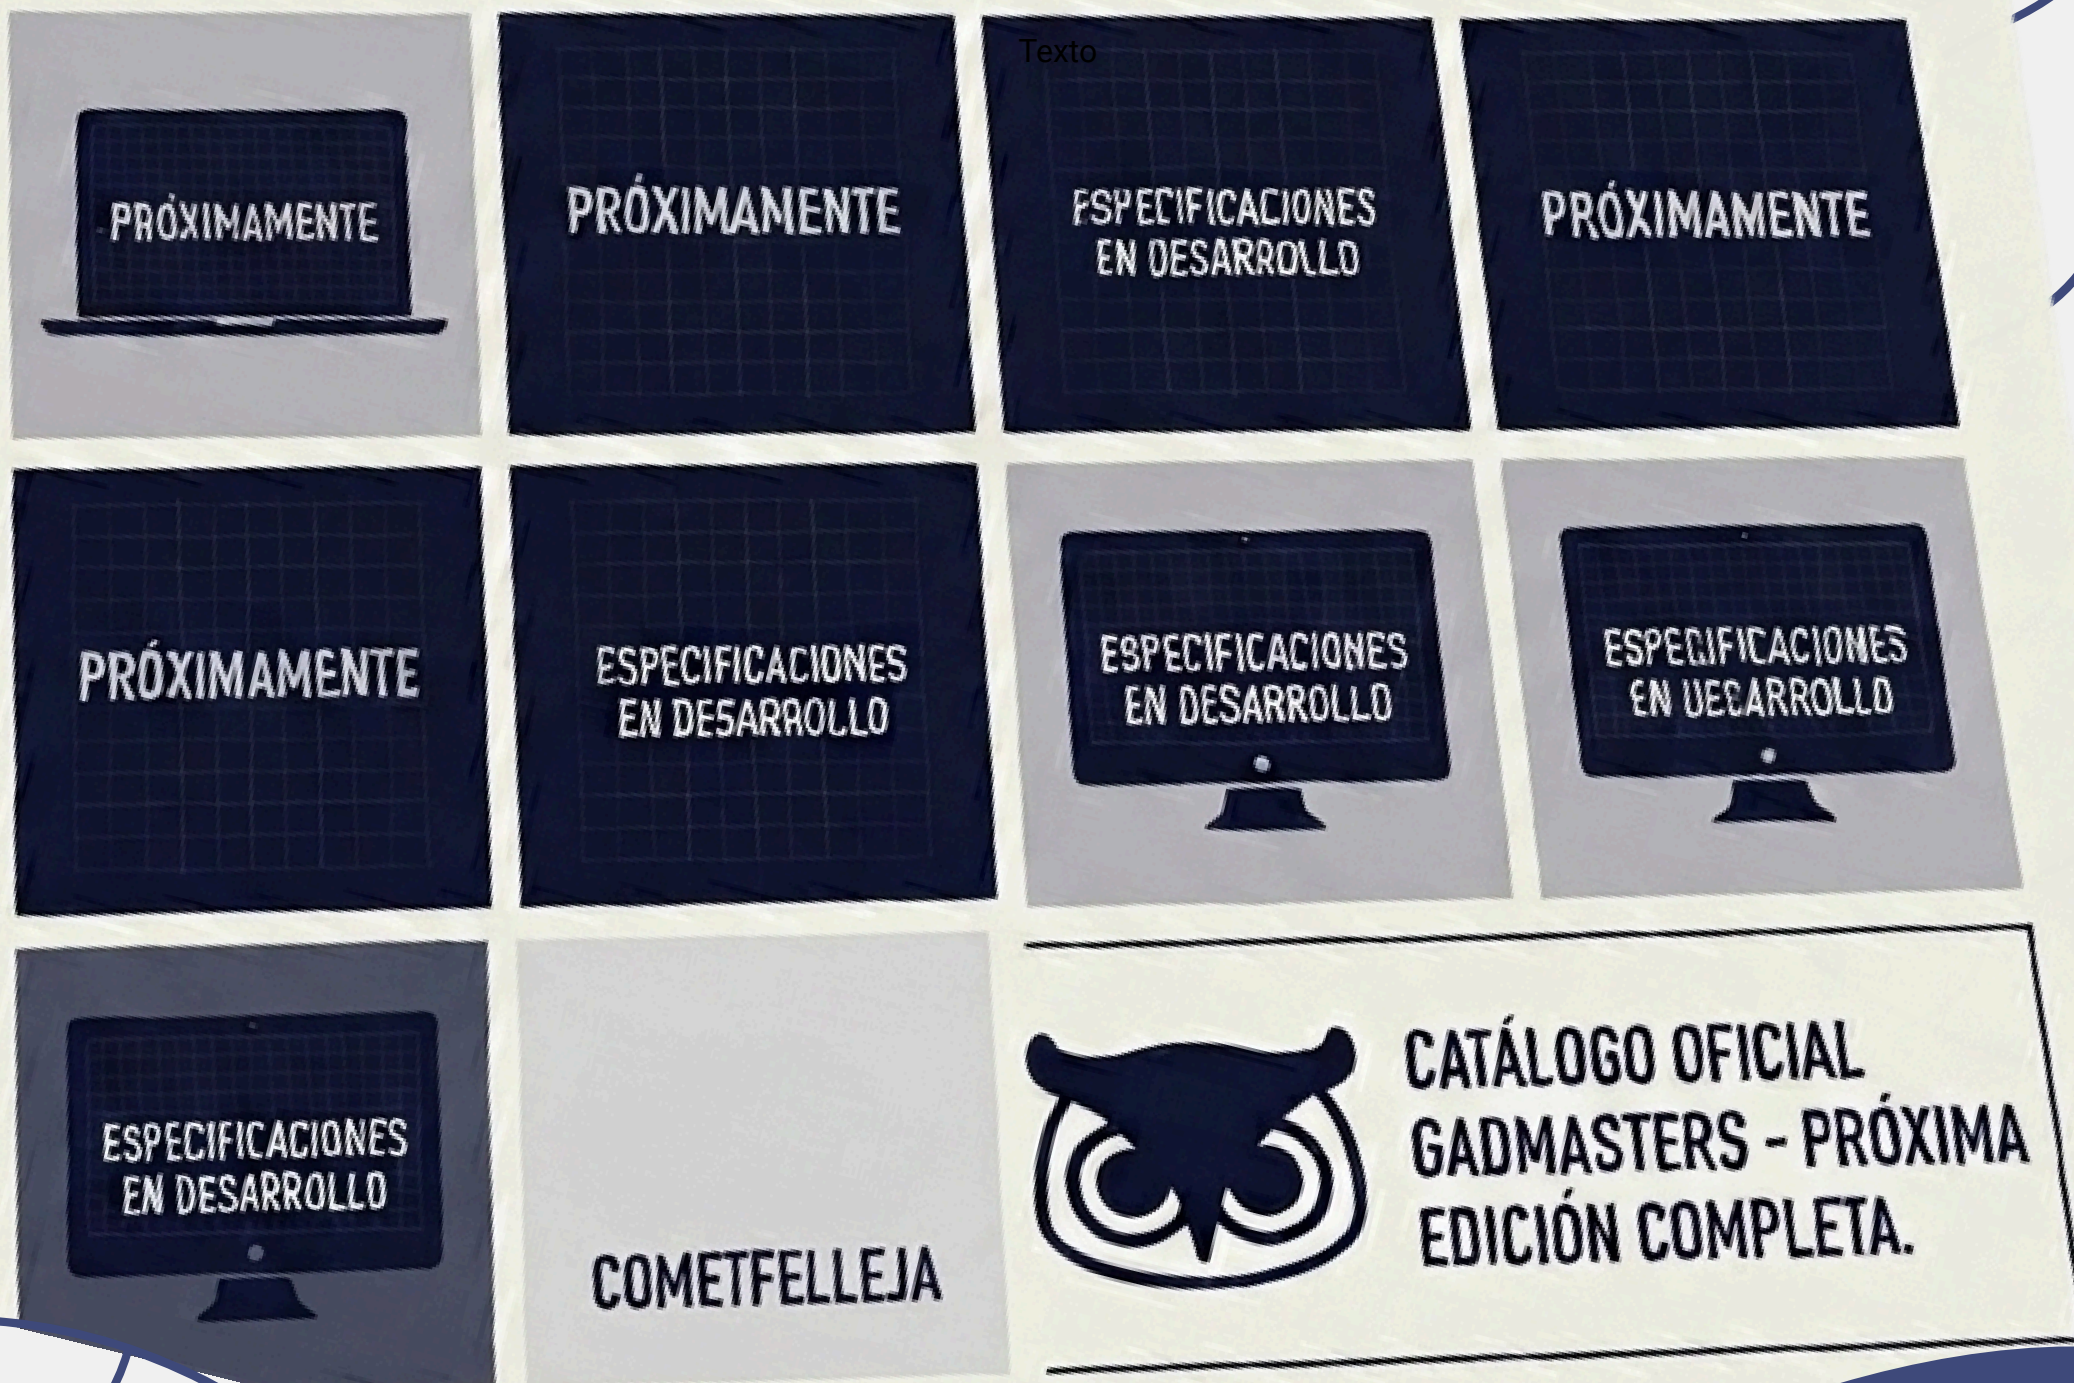 Texto
PRÓXIMAMENTE
PRÓXIMAMENTE
ESPECIFICACIONES
EN DESARROLLO
PRÓXIMAMENTE
PRÓXIMAMENTE
ESPECIFICACIONES
EN DESARROLLO
ESPECIFICACIONES
EN DESARROLLO
ESPECIFICACIONES
EN DESARROLLO
ESPECIFICACIONES
EN DESARROLLO
COMETFELLEJA
CATÁLOGO OFICIAL
GADMASTERS - PRÓXIMA
EDICIÓN COMPLETA.